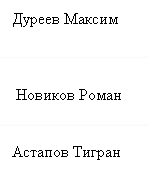 Дуреев Максим
Новиков Роман
Астапов Тигран